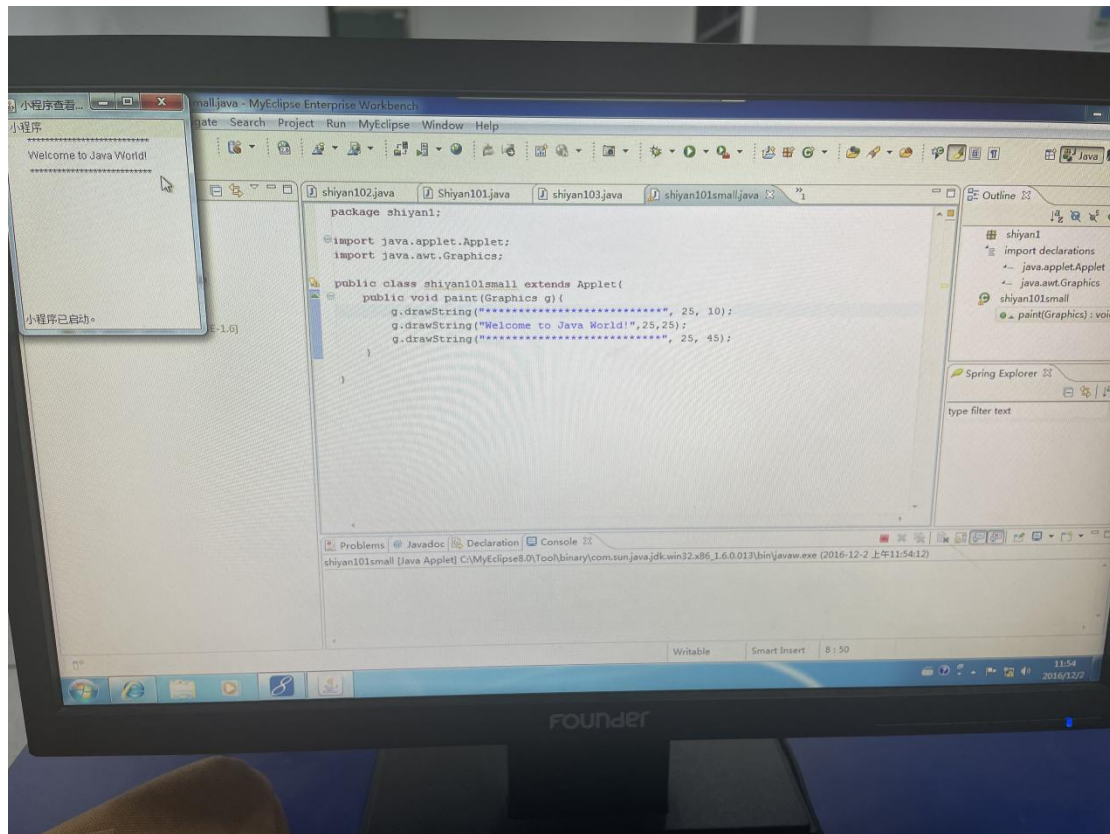 小程序查看...
mall.java - MyEclipse Enterprise Workbench
gate Search Project Run MyEclipse Window Help
小程序
***************************
Welcome to Java World!
***************************
小程序已启动。
E-1.6]
Java
shiyan102.java
Shiyan101.java
shiyan103.java
shiyan101small.java
1
package shiyan1;
import java.applet.Applet;
import java.awt.Graphics;
public class shiyan101small extends Applet{
public void paint(Graphics g){
g.drawString("***************************", 25, 10);
g.drawString("Welcome to Java World!",25,25);
g.drawString("***************************", 25, 45);
}
}
Outline
shiyan1
import declarations
java.applet.Applet
java.awt.Graphics
shiyan101small
paint(Graphics) : voi
Spring Explorer
type filter text
Problems @ Javadoc Declaration Console
shiyan101small [Java Applet] C:\MyEclipse8.0\Tool\binary\com.sun.java.jdk.win32.x86_1.6.0.013\bin\javaw.exe (2016-12-2 上午11:54:12)
Writable
Smart Insert
8 : 50
11:54
2016/12/2
FOUNDER